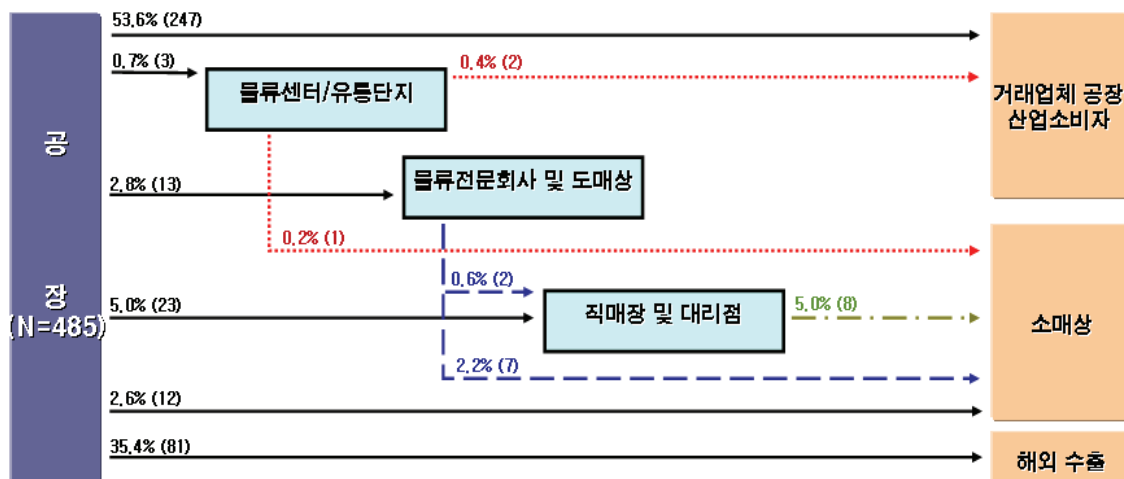 53.6% (247)
0.7% (3)
0.4% (2)
물류센터/유통단지
거래업체 공장
산업소비자
공
2.8% (13)
물류전문회사 및 도매상
0.2% (1)
0.6% (2)
장
(N=485)
5.0% (23)
직매장 및 대리점
5.0% (8)
소매상
2.2% (7)
2.6% (12)
35.4% (81)
해외 수출